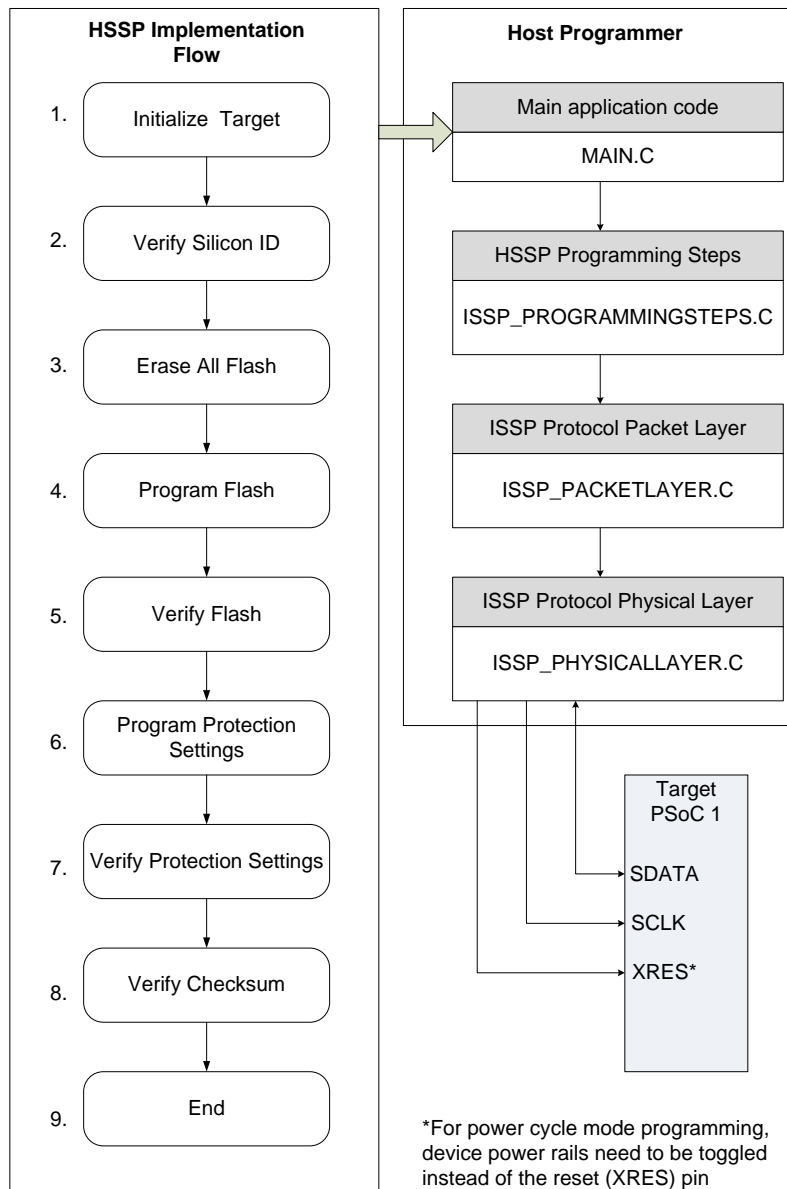 HSSP Implementation
Flow
1.
Initialize Target
2.
Verify Silicon ID
3.
Erase All Flash
4.
Program Flash
5.
Verify Flash
6.
Program Protection
Settings
7.
Verify Protection Settings
8.
Verify Checksum
9.
End
Host Programmer
Main application code
MAIN.C
HSSP Programming Steps
ISSP_PROGRAMMINGSTEPS.C
ISSP Protocol Packet Layer
ISSP_PACKETLAYER.C
ISSP Protocol Physical Layer
ISSP_PHYSICALLAYER.C
Target
PSoC 1
SDATA
SCLK
XRES*
*For power cycle mode programming,
device power rails need to be toggled
instead of the reset (XRES) pin